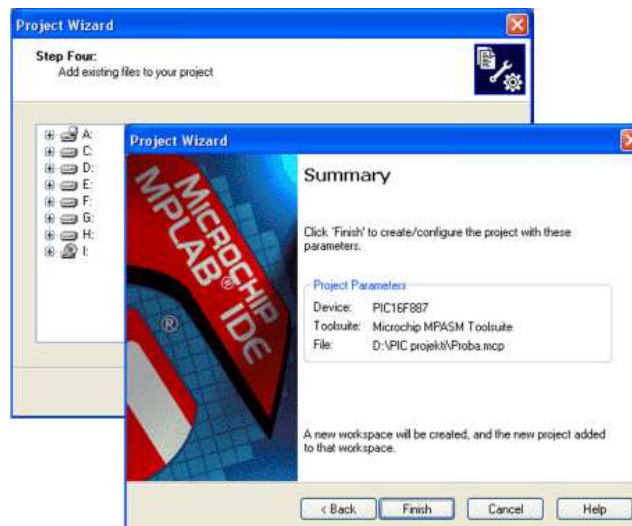 Project Wizard
Step Four:
Add existing files to your project
A:
C:
D:
E:
F:
G:
H:
I:
Project Wizard
MICROCHIP
MPLAB® IDE
®
Summary
Click 'Finish' to create/configure the project with these
parameters.
Project Parameters
Device: PIC16F887
Toolsuite: Microchip MPASM Toolsuite
File: D:\PIC projekti\Proba.mcp
A new workspace will be created, and the new project added
to that workspace.
< Back
Finish
Cancel
Help